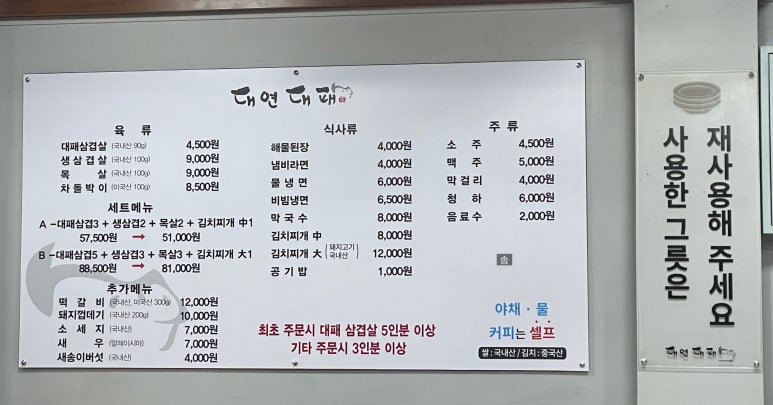 대연대패
육 류
대패삼겹살 (국내산 90g) 4,500원
생삼겹살 (국내산 100g) 9,000원
목 살 (국내산 100g) 9,000원
차돌박이 (미국산 100g) 8,500원
세트메뉴
A -대패삼겹3 + 생삼겹2 + 목살2 + 김치찌개 中1
57,500원 → 51,000원
B -대패삼겹5 + 생삼겹3 + 목살3 + 김치찌개 大1
88,500원 → 81,000원
추가메뉴
떡 갈 비 (국내산, 미국산 300g) 12,000원
돼지껍데기 (국내산 200g) 10,000원
소 세 지 (국내산) 7,000원
새 우 (말레이시아) 7,000원
새송이버섯 (국내산) 4,000원
식사류
해물된장 4,000원
냄비라면 4,000원
물 냉 면 6,000원
비빔냉면 6,500원
막 국 수 8,000원
김치찌개 中 8,000원
김치찌개 大 (돼지고기 국내산) 12,000원
공 기 밥 1,000원
최초 주문시 대패 삼겹살 5인분 이상
기타 주문시 3인분 이상
주 류
소 주 4,500원
맥 주 5,000원
막 걸 리 4,000원
청 하 6,000원
음 료 수 2,000원
야채 · 물
커피는 셀프
쌀 : 국내산 / 김치 : 중국산
사용한 그릇은
재사용해 주세요
대연대패